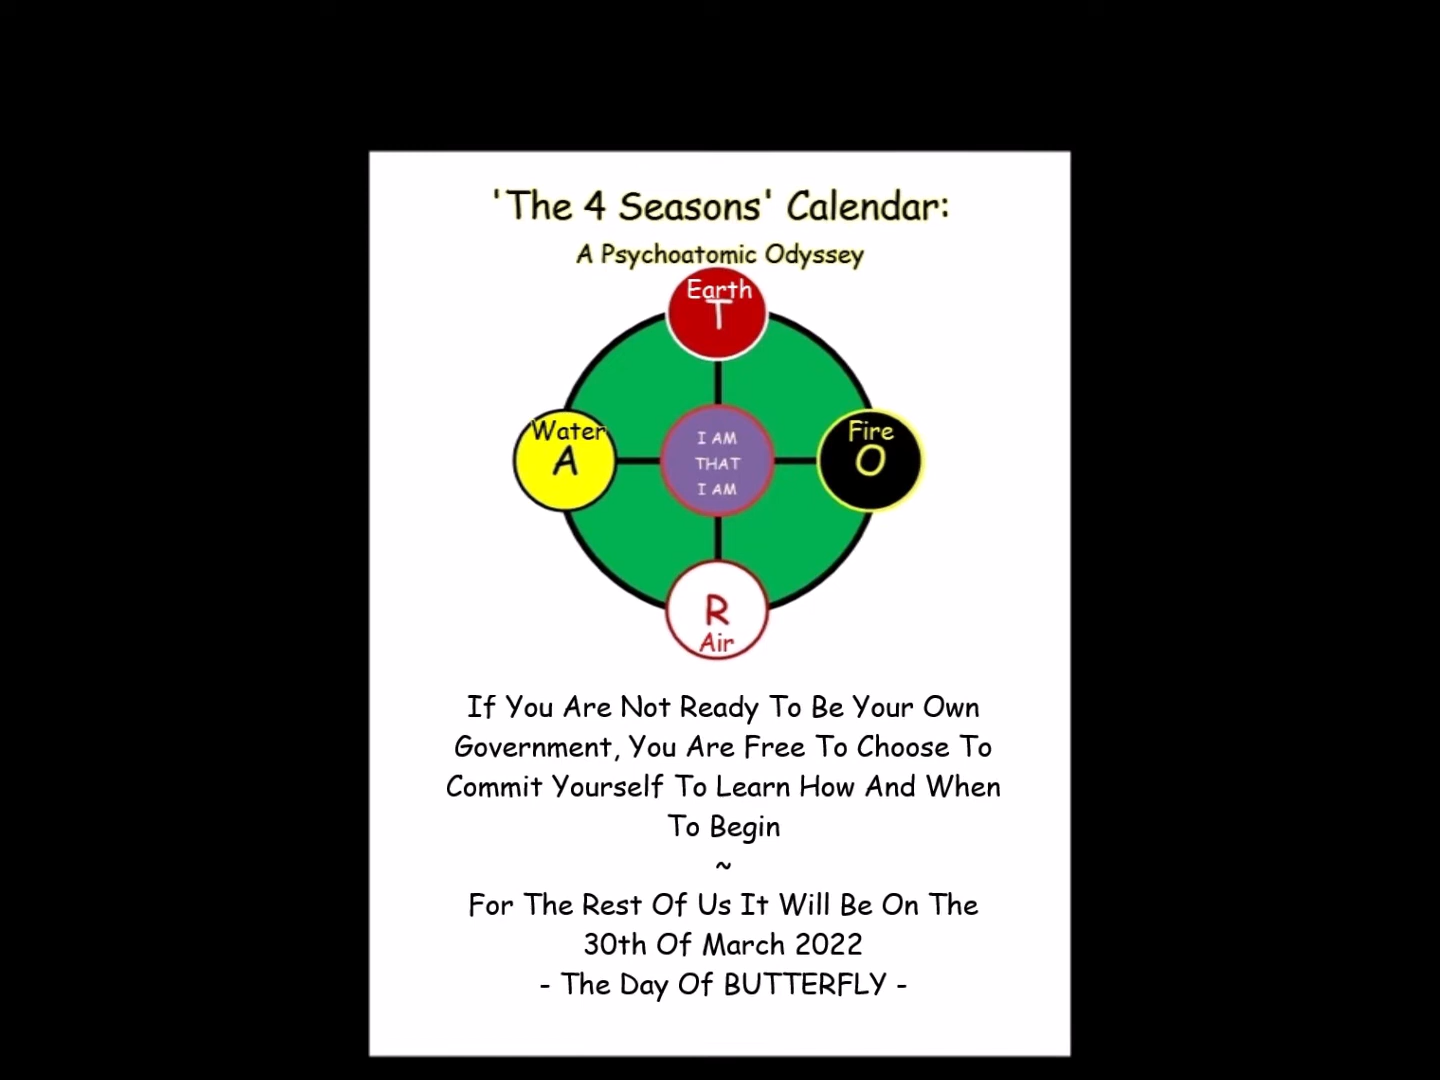 'The 4 Seasons' Calendar:
A Psychoatomic Odyssey
Earth
T
Water
A
I AM
THAT
I AM
Fire
O
R
Air
If You Are Not Ready To Be Your Own
Government, You Are Free To Choose To
Commit Yourself To Learn How And When
To Begin
~
For The Rest Of Us It Will Be On The
30th Of March 2022
- The Day Of BUTTERFLY -